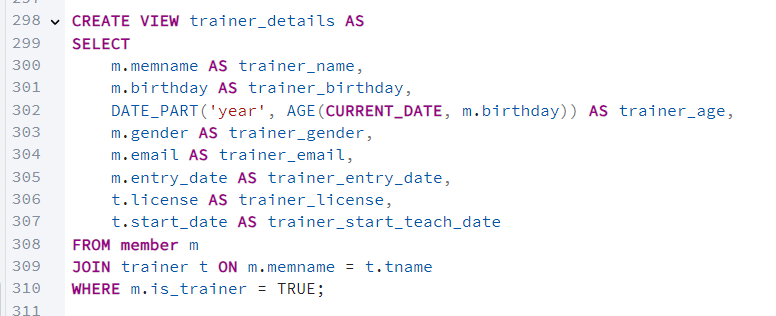 298 CREATE VIEW trainer_details AS
299 SELECT
300     m.memname AS trainer_name,
301     m.birthday AS trainer_birthday,
302     DATE_PART('year', AGE(CURRENT_DATE, m.birthday)) AS trainer_age,
303     m.gender AS trainer_gender,
304     m.email AS trainer_email,
305     m.entry_date AS trainer_entry_date,
306     t.license AS trainer_license,
307     t.start_date AS trainer_start_teach_date
308 FROM member m
309 JOIN trainer t ON m.memname = t.tname
310 WHERE m.is_trainer = TRUE;
311